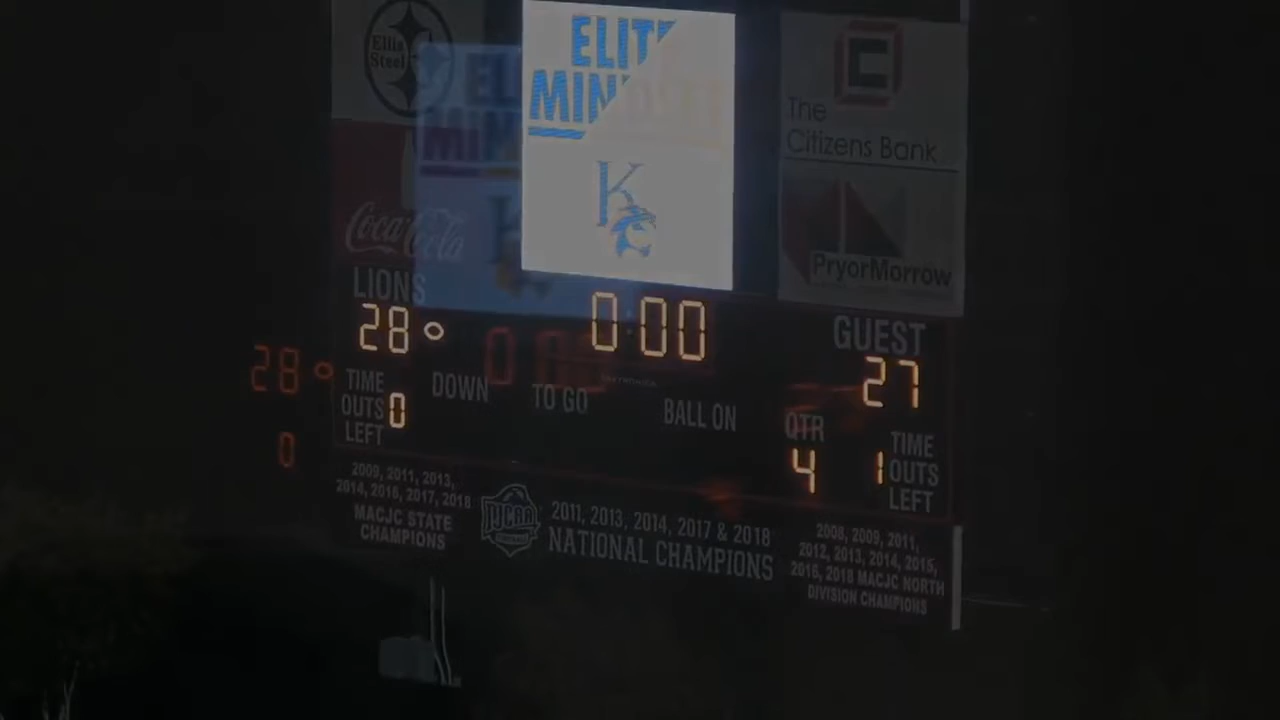 Ellis
Steel
ELITE
MIN
K
C
The
Citizens Bank
Coca-Cola
PryorMorrow
LIONS
28
0:00
GUEST
27
TIME
OUTS
LEFT
0
DOWN
TO GO
BALL ON
QTR
4
1
TIME
OUTS
LEFT
2009, 2011, 2013,
2014, 2016, 2017, 2018
MACJC STATE
CHAMPIONS
NJCAA
2011, 2013, 2014, 2017 & 2018
NATIONAL CHAMPIONS
2008, 2009, 2011,
2012, 2013, 2014, 2015,
2016, 2018 MACJC NORTH
DIVISION CHAMPIONS
28
0